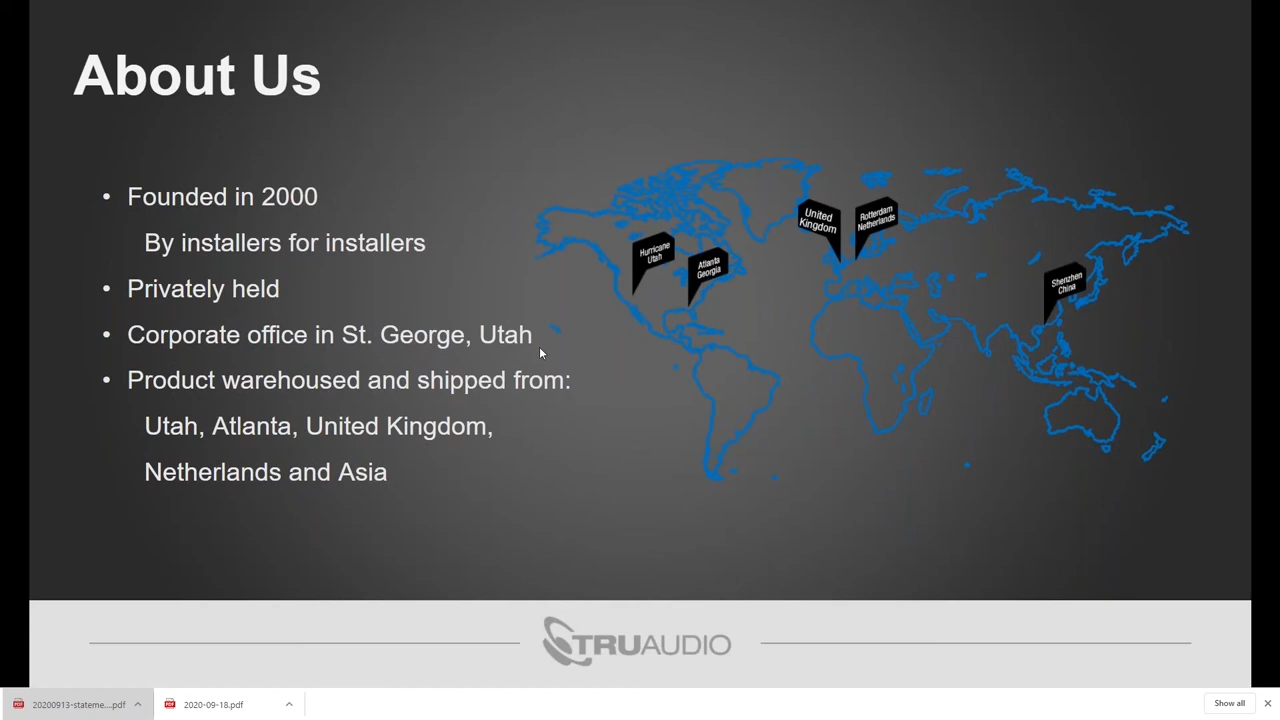 About Us
• Founded in 2000
By installers for installers
• Privately held
• Corporate office in St. George, Utah
• Product warehoused and shipped from:
Utah, Atlanta, United Kingdom,
Netherlands and Asia
United
Kingdom
Rotterdam
Netherlands
Hurricane
Utah
Atlanta
Georgia
Shenzhen
China
TRUAUDIO
20200913-stateme....pdf
2020-09-18.pdf
Show all